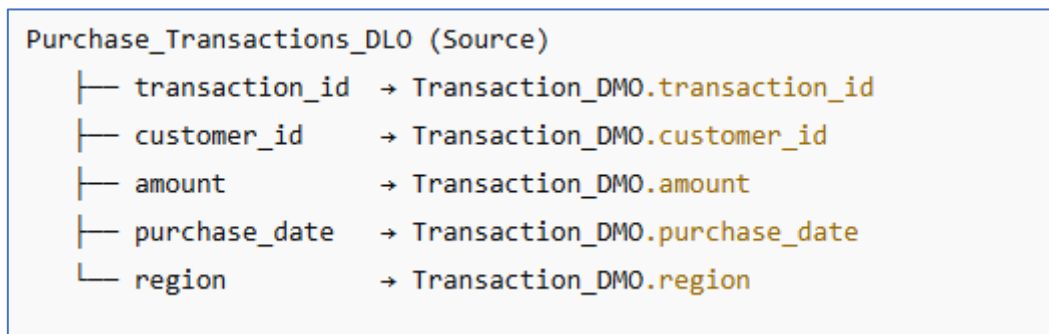 Purchase_Transactions_DLO (Source)
├── transaction_id → Transaction_DMO.transaction_id
├── customer_id → Transaction_DMO.customer_id
├── amount → Transaction_DMO.amount
├── purchase_date → Transaction_DMO.purchase_date
└── region → Transaction_DMO.region